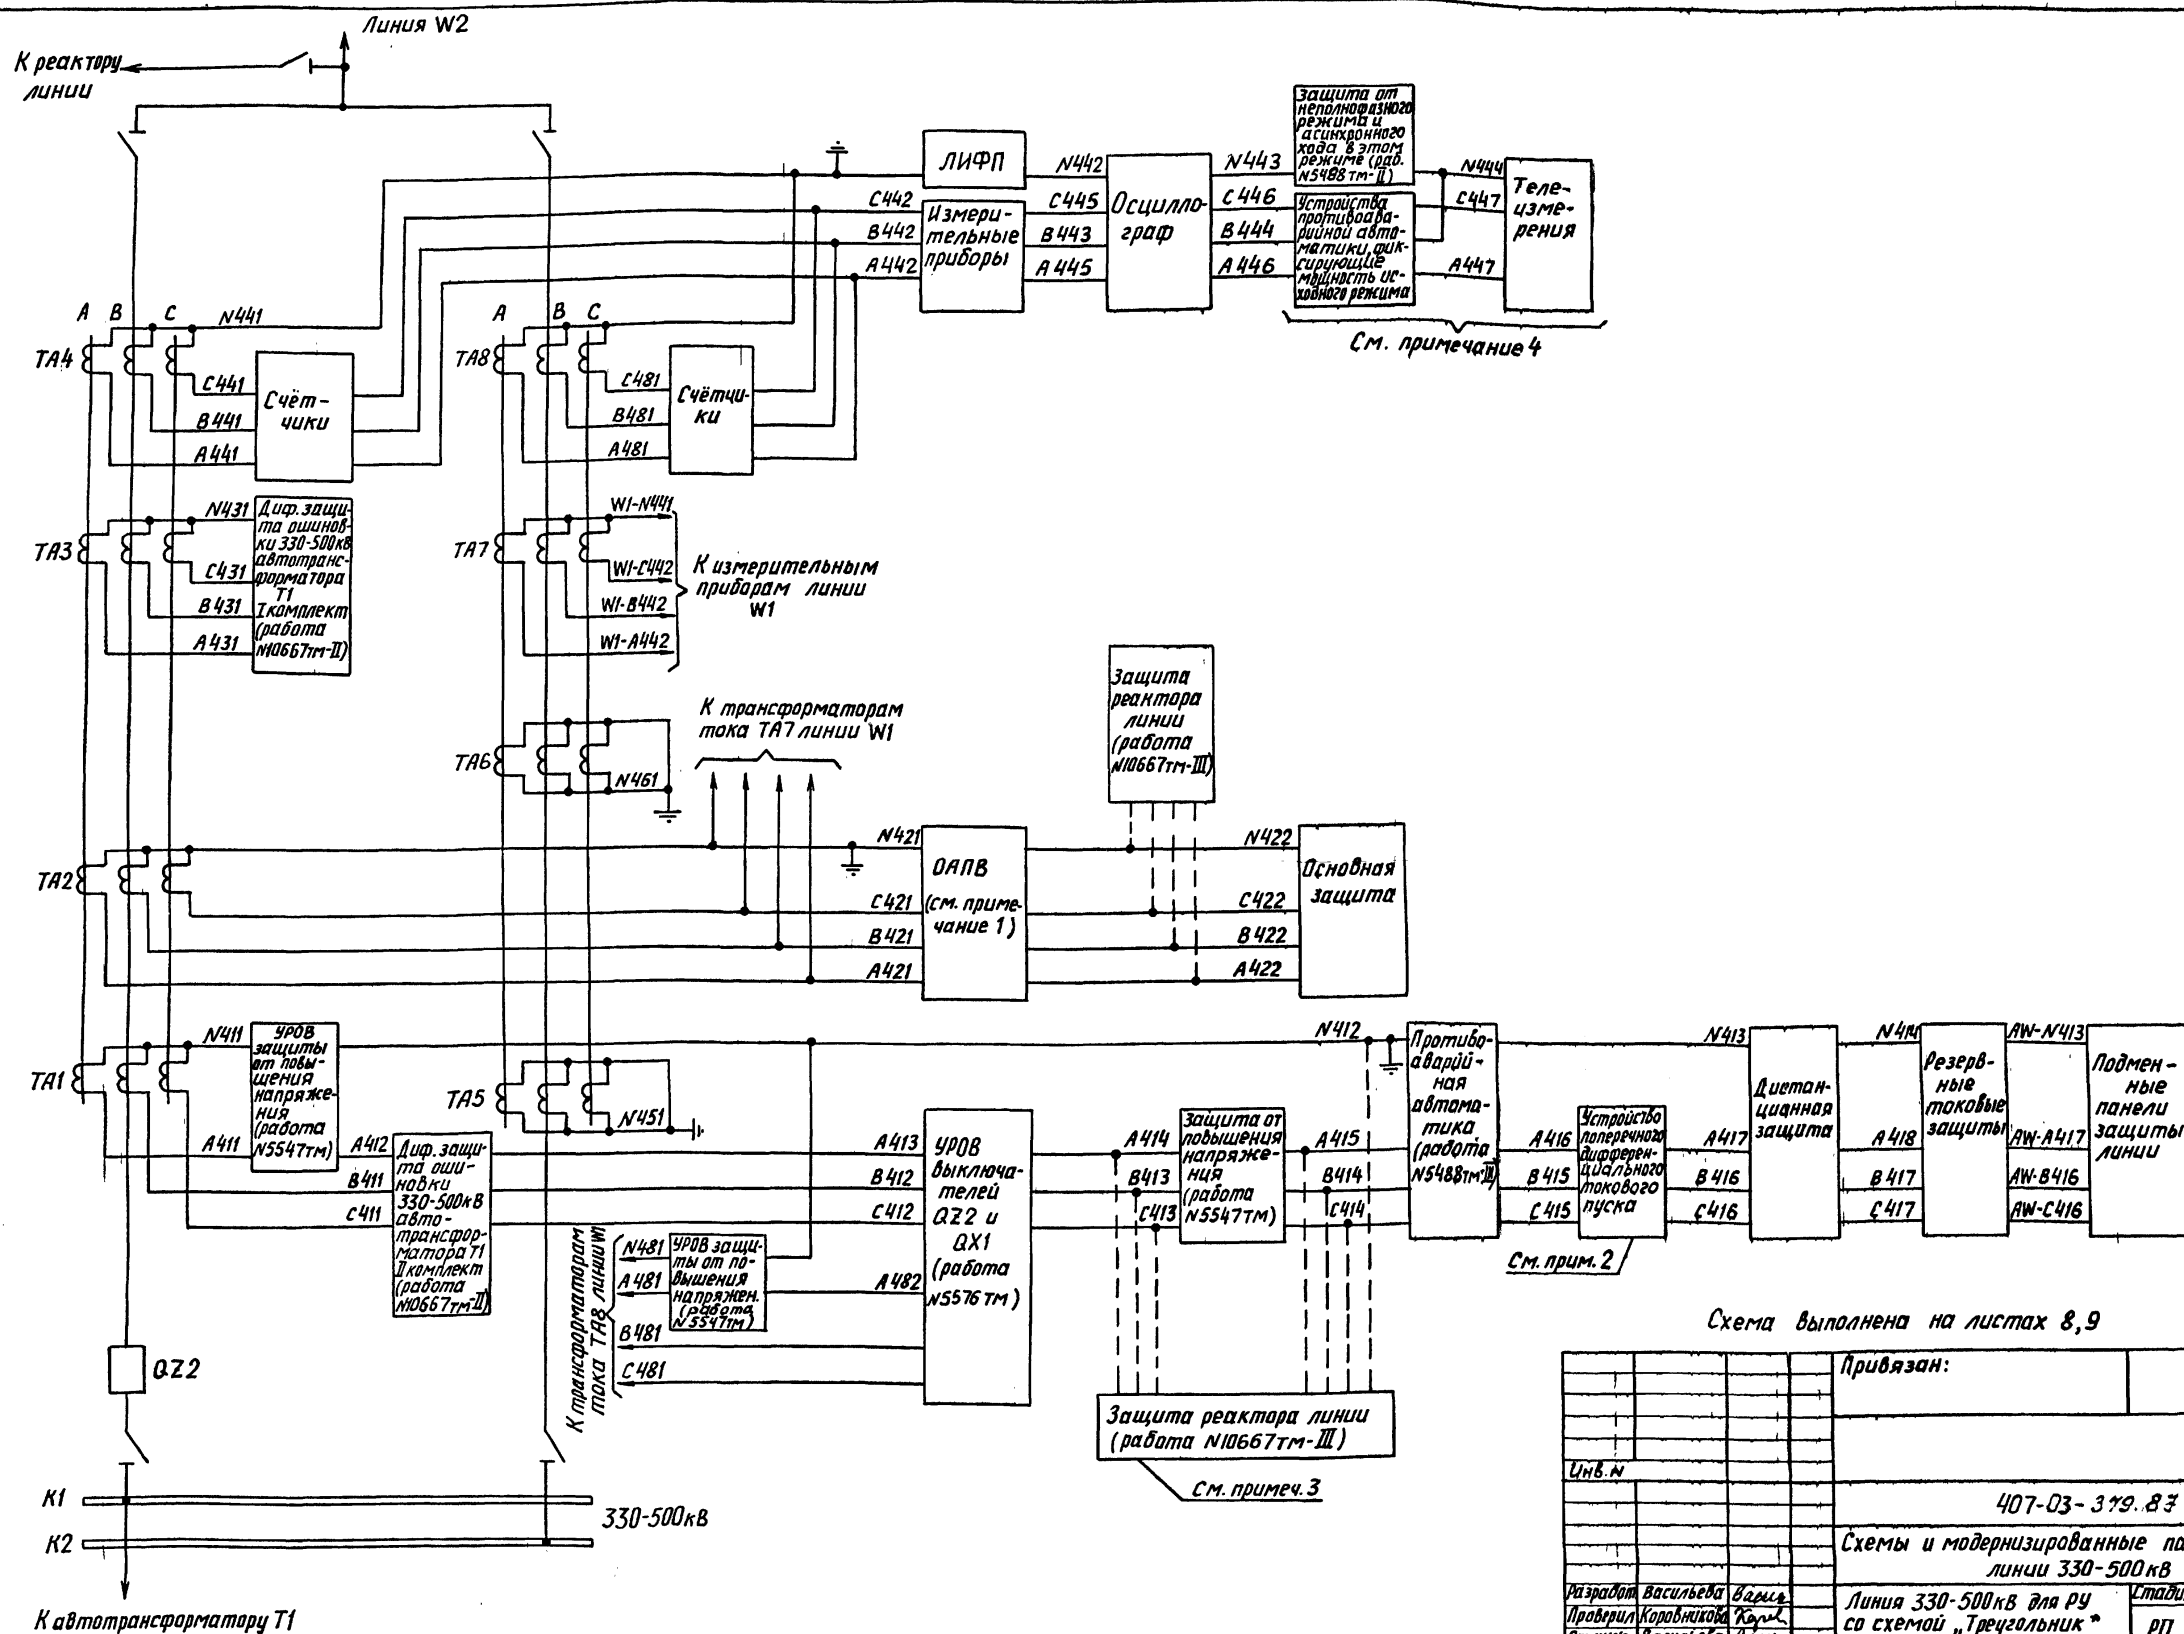 Линия W2
К реактору
линии
ЛИФП
N442
C442
C445
B442
B443
A442
A445
Измери-
тельные
приборы
Осцилло-
граф
N443
C446
B444
A446
Защита от
неполнофазного
режима и
асинхронного
хода в этом
режиме (раб.
N5488тм-II)
Устройства
противоава-
рийной авто-
матики, фик-
сирующие
мощность ис-
ходного режима
N444
C447
A447
Теле-
изме-
рения
См. примечание 4
A B C
N441
TA4
C441
B441
A441
Счёт-
чики
A B C
TA8
C481
B481
A481
Счётчи-
ки
TA3
N431
C431
B431
A431
Диф. защи-
та ошинов-
ки 330-500кВ
автотранс-
форматора
T1
I комплект
(работа
N10667тм-II)
TA7
W1-N441
W1-C442
W1-B442
W1-A442
К измерительным
приборам линии
W1
TA6
N461
К трансформаторам
тока TA7 линии W1
Защита
реактора
линии
(работа
N10667тм-III)
TA2
N421
C421
B421
A421
ОАПВ
(см. приме-
чание 1)
N422
C422
B422
A422
Основная
защита
TA1
N411
A411
УРОВ
защиты
от повы-
шения
напряже-
ния
(работа
N5547тм)
A412
B411
C411
Диф. защи-
та оши-
новки
330-500кВ
авто-
трансфор-
матора T1
II комплект
(работа
N10667тм-II)
TA5
N451
A413
B412
C412
A482
УРОВ
выключа-
телей
QZ2 и
QX1
(работа
N5576тм)
К трансформаторам
тока TA8 линии W1
N481
A481
B481
C481
УРОВ защи-
ты от по-
вышения
напряжен.
(работа
N5547тм)
A414
B413
C413
Защита от
повышения
напряже-
ния
(работа
N5547тм)
N412
A415
B414
C414
Противо-
аварий-
ная
автома-
тика
(работа
N5488тм-III)
A416
B415
C415
Устройство
поперечного
дифферен-
циального
токового
пуска
См. прим. 2
N413
A417
B416
C416
Дистан-
ционная
защита
N414
A418
B417
C417
Резерв-
ные
токовые
защиты
AW-N413
AW-A417
AW-B416
AW-C416
Подмен-
ные
панели
защиты
линии
Защита реактора линии
(работа N10667тм-III)
См. примеч. 3
QZ2
K1
K2
330-500кВ
К автотрансформатору T1
Схема выполнена на листах 8,9
Привязан:
Инв. N
407-03-379.87
Схемы и модернизированные па
линии 330-500кВ
Разработ Васильева
Проверил Коровникова
Линия 330-500кВ для РУ
со схемой „Треугольник"
Стади
РП